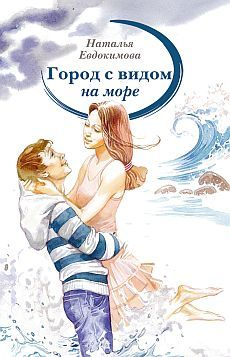 Наталья
Евдокимова
Город с видом
на море